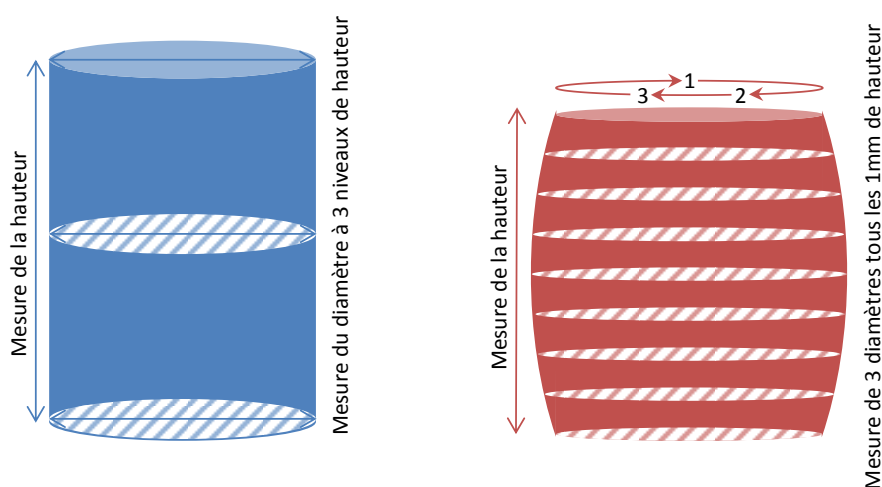 Mesure de la hauteur
Mesure du diamètre à 3 niveaux de hauteur
Mesure de la hauteur
1
3
2
Mesure de 3 diamètres tous les 1mm de hauteur